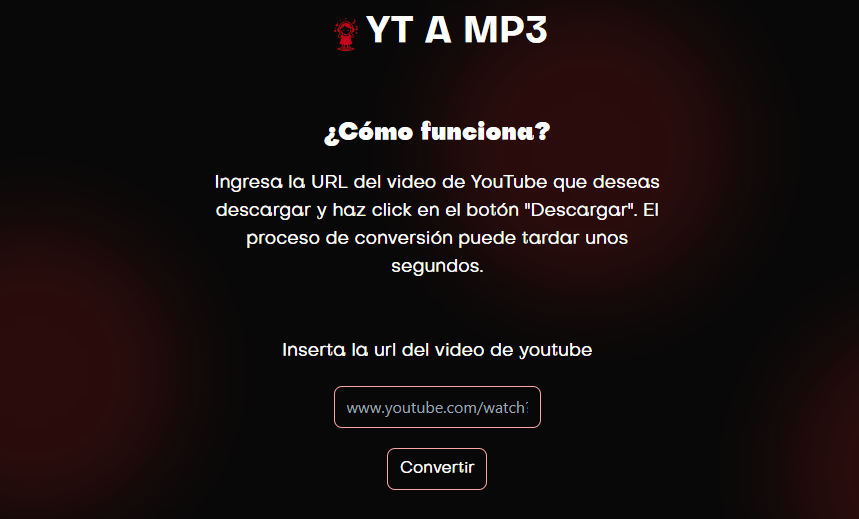 YT A MP3
¿Cómo funciona?
Ingresa la URL del video de YouTube que deseas
descargar y haz click en el botón "Descargar". El
proceso de conversión puede tardar unos
segundos.
Inserta la url del video de youtube
www.youtube.com/watch?
Convertir